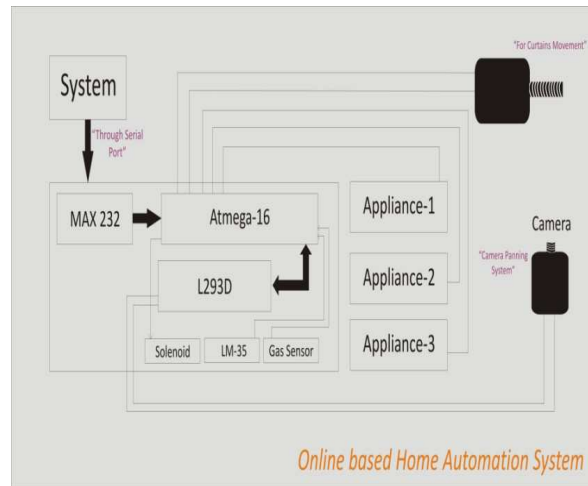 "For Curtains Movement"
System
"Through Serial
Port"
MAX 232
Atmega-16
Appliance-1
Camera
L293D
Appliance-2
"Camera Panning
System"
Solenoid
LM-35
Gas Sensor
Appliance-3
Online based Home Automation System